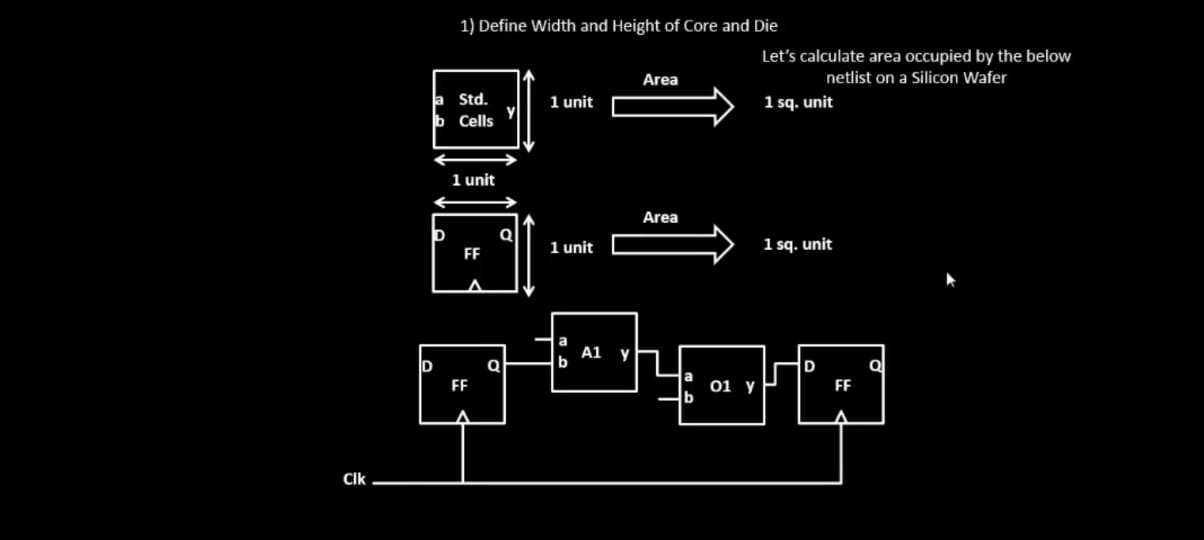 1) Define Width and Height of Core and Die
Let's calculate area occupied by the below
netlist on a Silicon Wafer
a Std.
b Cells
y
1 unit
Area
1 sq. unit
1 unit
D
Q
FF
1 unit
Area
1 sq. unit
D
Q
FF
a
b
A1 y
a
b
O1 y
D
Q
FF
Clk